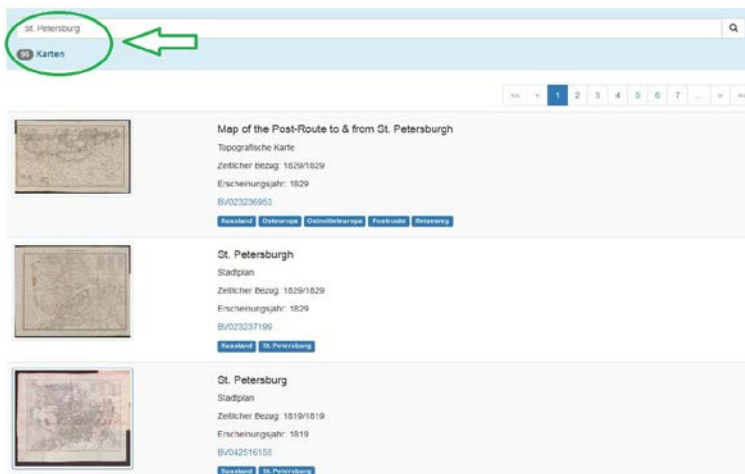 St. Petersburg
96 Karten
<< < 1 2 3 4 5 6 7 ... > >>
Map of the Post-Route to & from St. Petersburgh
Topografische Karte
Zeitlicher Bezug: 1829/1829
Erscheinungsjahr: 1829
BV023236953
Russland Osteuropa Ostmitteleuropa Postroute Reiseweg
St. Petersburgh
Stadtplan
Zeitlicher Bezug: 1829/1829
Erscheinungsjahr: 1829
BV023237199
Russland St. Petersburg
St. Petersburg
Stadtplan
Zeitlicher Bezug: 1819/1819
Erscheinungsjahr: 1819
BV042516155
Russland St. Petersburg